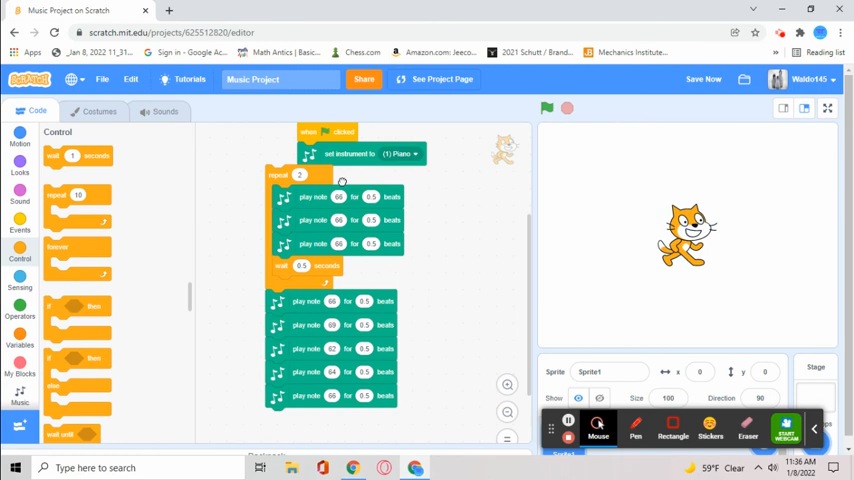 Music Project on Scratch
scratch.mit.edu/projects/625512820/editor
Apps
_Jan 8, 2022 11_31...
Sign in - Google Ac...
Math Antics | Basic...
Chess.com
Amazon.com: Jeeco...
2021 Schutt / Brand...
Mechanics Institute...
»
Reading list
SCRATCH
File
Edit
Tutorials
Music Project
Share
See Project Page
Save Now
Waldo145
Code
Costumes
Sounds
Motion
Looks
Sound
Events
Control
Sensing
Operators
Variables
My Blocks
Music
Control
wait 1 seconds
repeat 10
forever
if then
if then
else
wait until
when clicked
set instrument to (1) Piano
repeat 2
play note 66 for 0.5 beats
play note 66 for 0.5 beats
play note 66 for 0.5 beats
wait 0.5 seconds
play note 66 for 0.5 beats
play note 69 for 0.5 beats
play note 62 for 0.5 beats
play note 64 for 0.5 beats
play note 66 for 0.5 beats
Sprite
Sprite1
x 0
y 0
Show
Size
100
Direction
90
Stage
Mouse
Pen
Rectangle
Stickers
Eraser
START
WEBCAM
Type here to search
59°F Clear
11:36 AM
1/8/2022